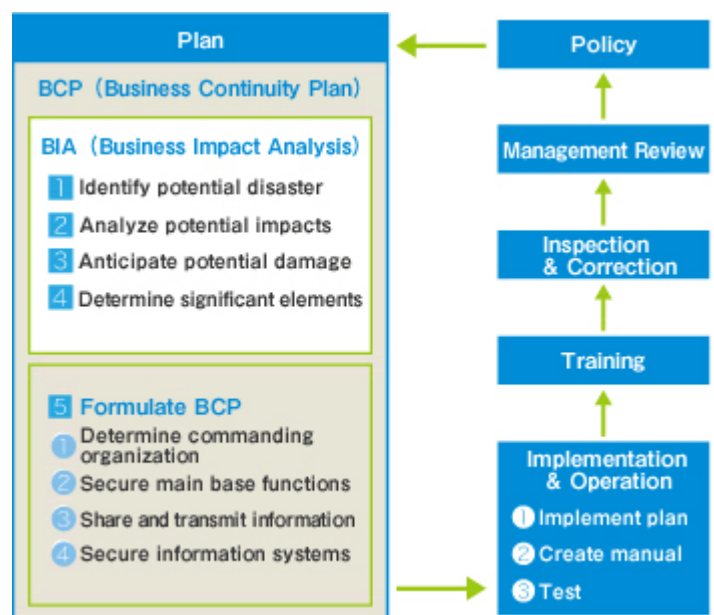 Plan
BCP（Business Continuity Plan）
BIA（Business Impact Analysis）
1 Identify potential disaster
2 Analyze potential impacts
3 Anticipate potential damage
4 Determine significant elements
5 Formulate BCP
① Determine commanding
organization
② Secure main base functions
③ Share and transmit information
④ Secure information systems
Policy
Management Review
Inspection
& Correction
Training
Implementation
& Operation
① Implement plan
② Create manual
③ Test